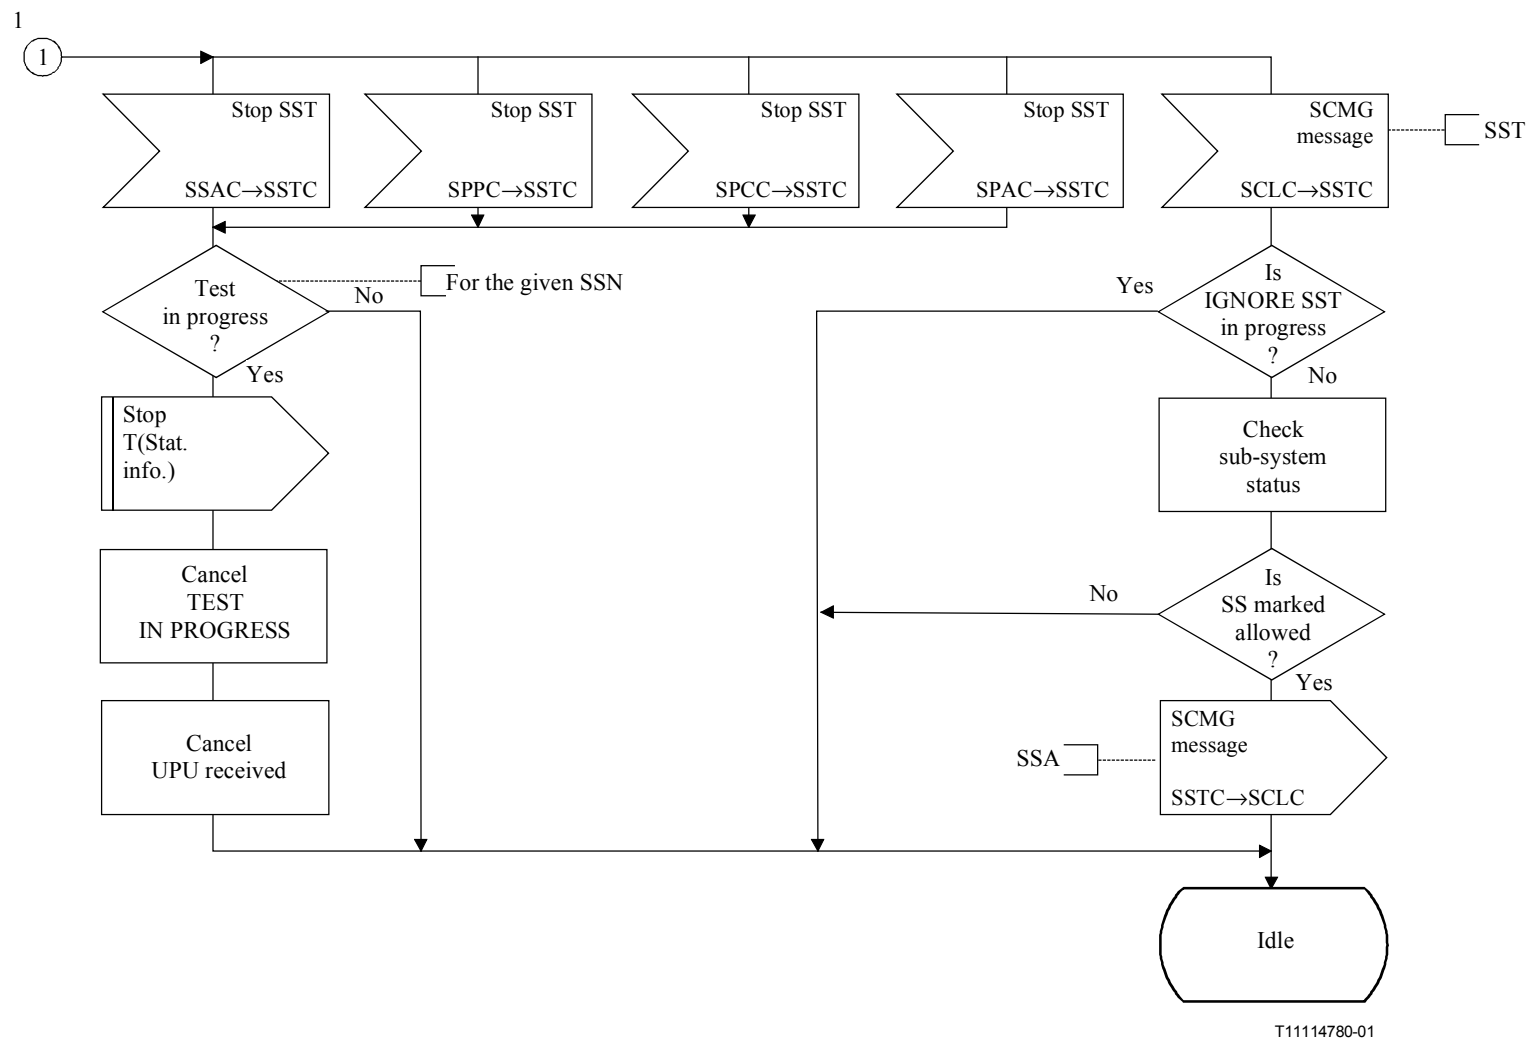 1
1
Stop SST
SSAC→SSTC
Stop SST
SPPC→SSTC
Stop SST
SPCC→SSTC
Stop SST
SPAC→SSTC
SCMG
message
SCLC→SSTC
SST
Test
in progress
?
For the given SSN
No
Yes
Is
IGNORE SST
in progress
?
Yes
No
Stop
T(Stat.
info.)
Check
sub-system
status
Cancel
TEST
IN PROGRESS
Is
SS marked
allowed
?
No
Yes
Cancel
UPU received
SSA
SCMG
message
SSTC→SCLC
Idle
T11114780-01